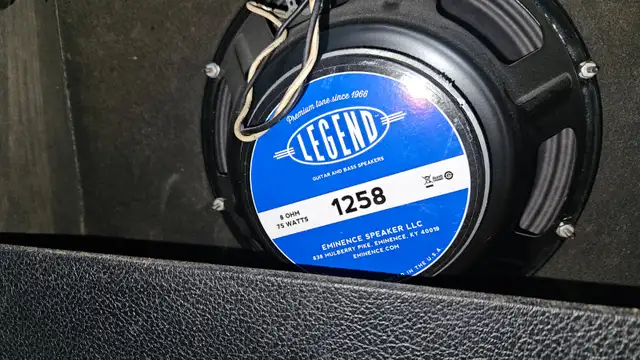 Premium tone since 1966
LEGEND
GUITAR AND BASS SPEAKERS
8 OHM
75 WATTS
1258
EMINENCE SPEAKER LLC
838 MULBERRY PIKE, EMINENCE, KY 40019
EMINENCE.COM
IN THE U.S.A.